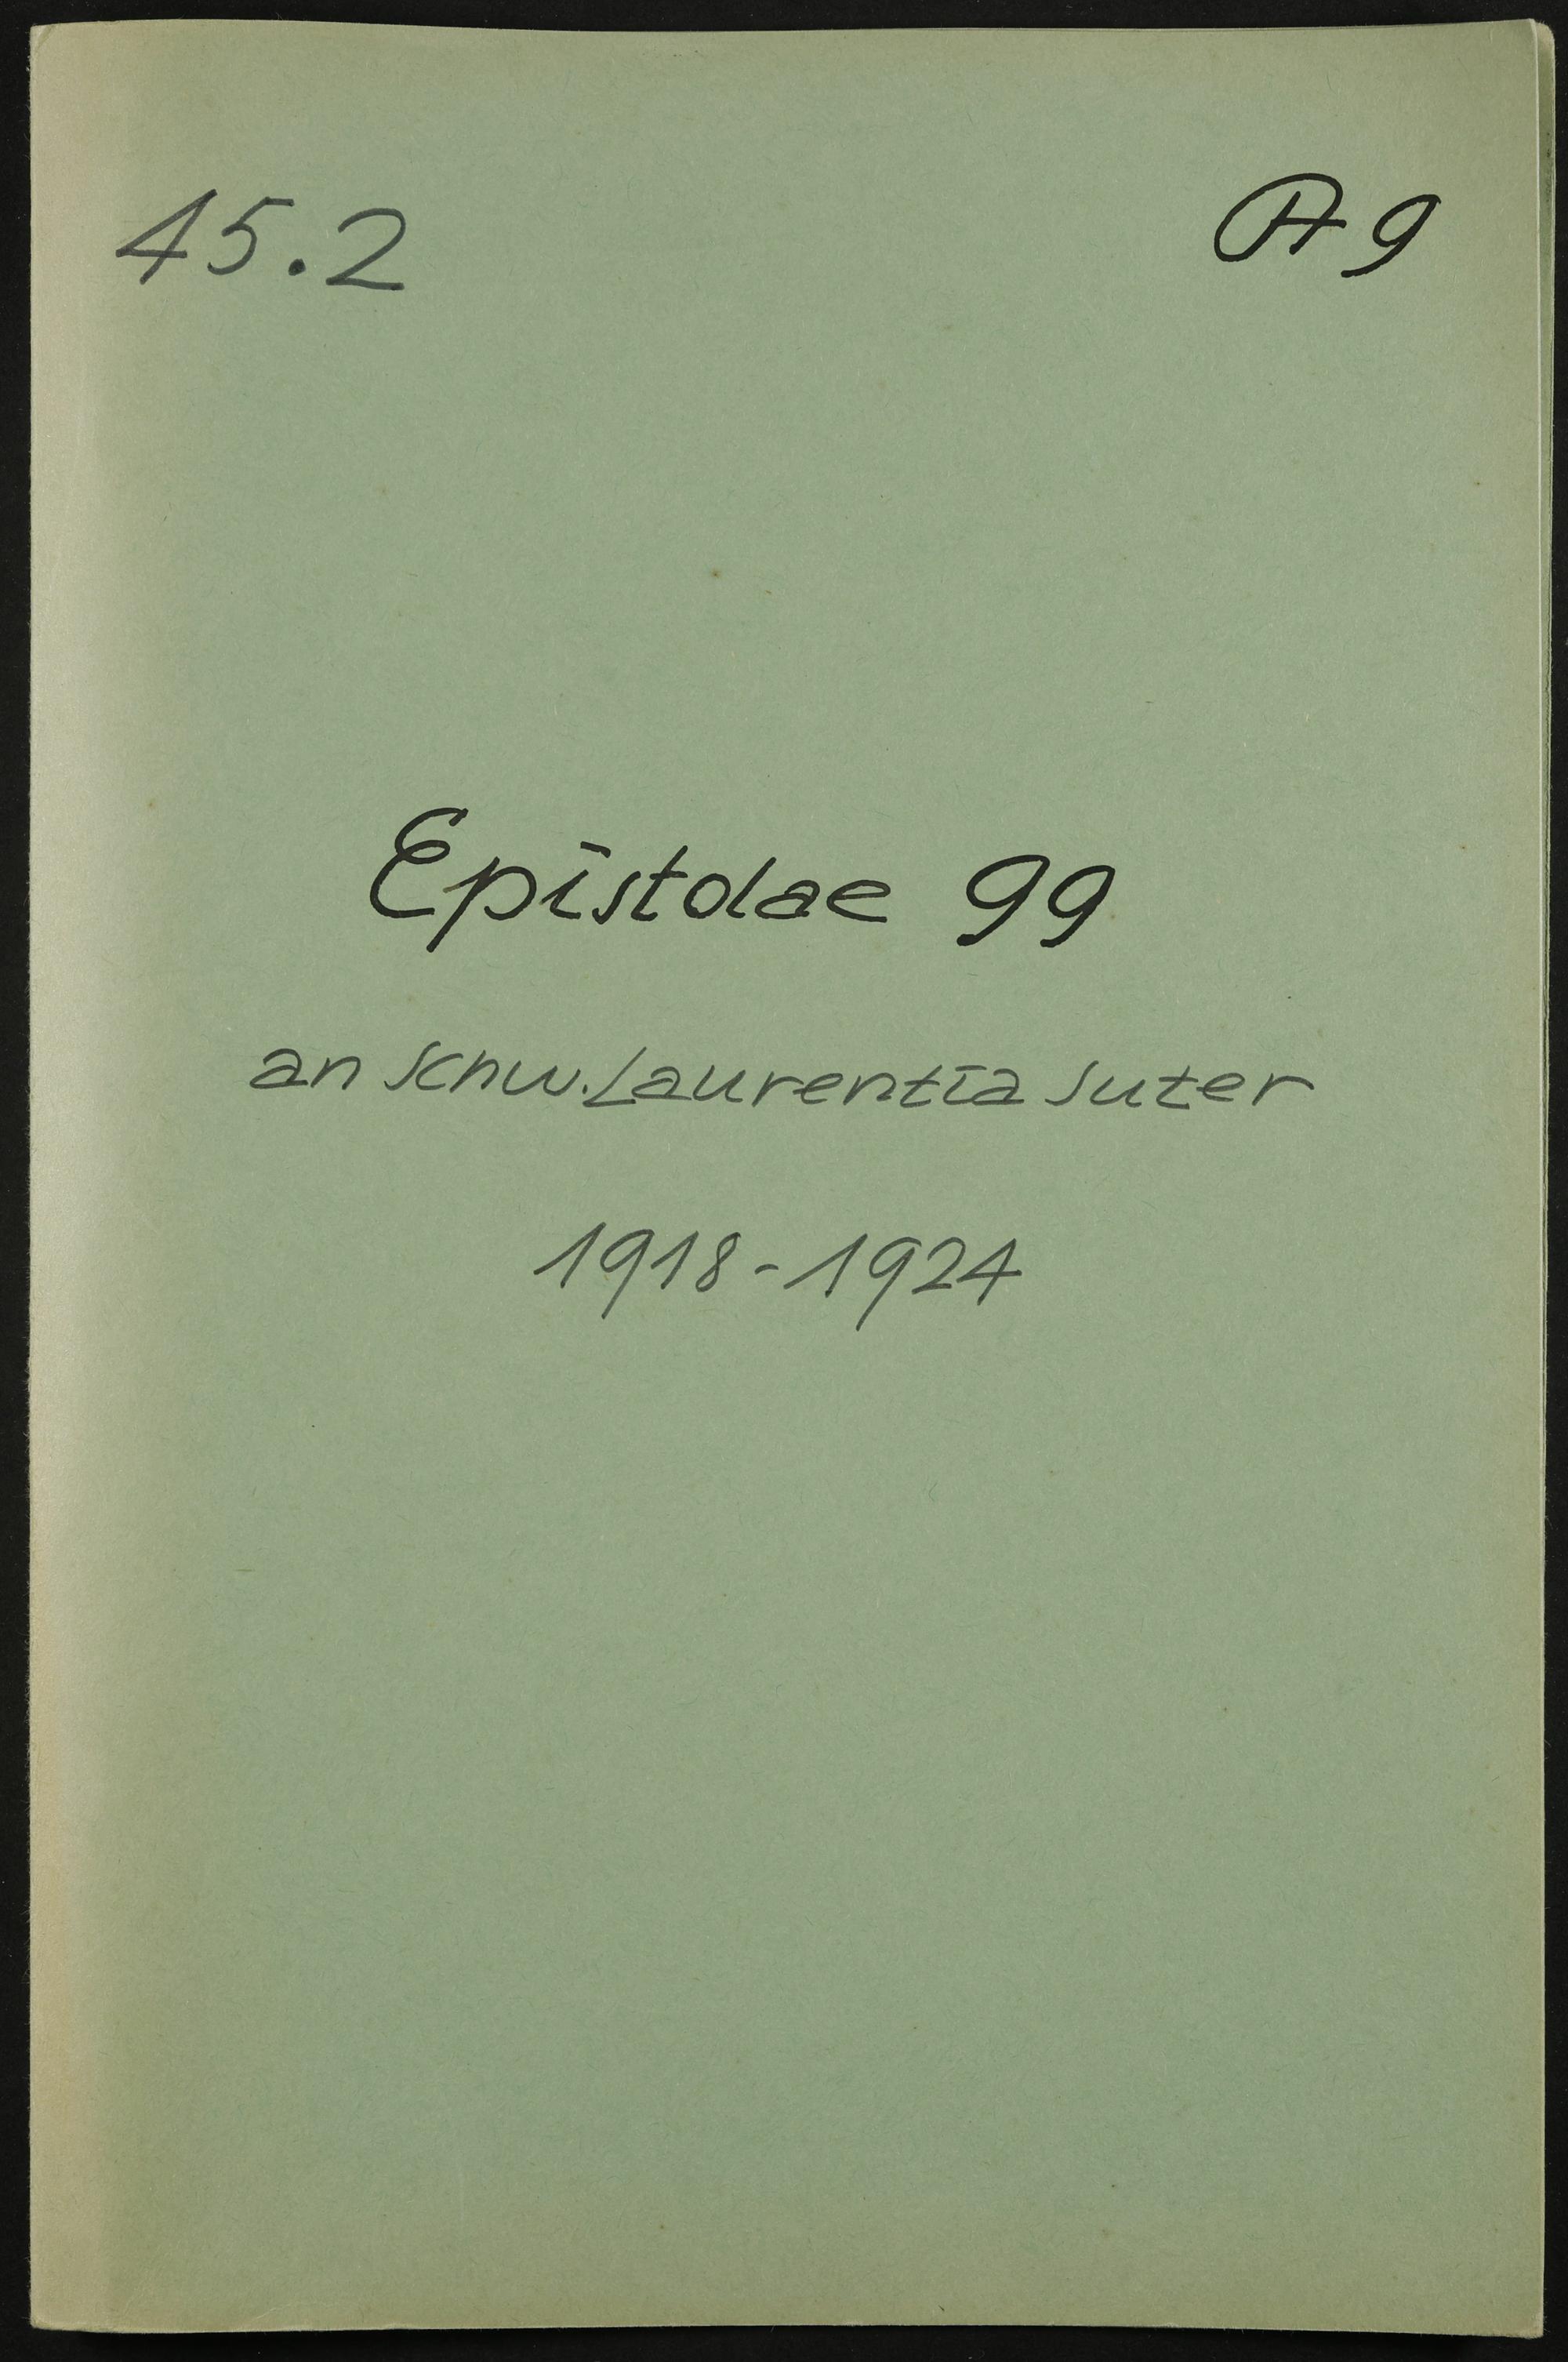 45.2 A 9
Epistolae 99
an Schw. Laurentia Suter
1918-1924